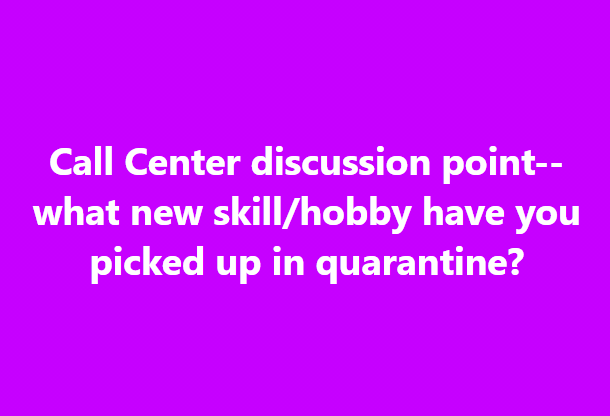 Call Center discussion point--
what new skill/hobby have you
picked up in quarantine?